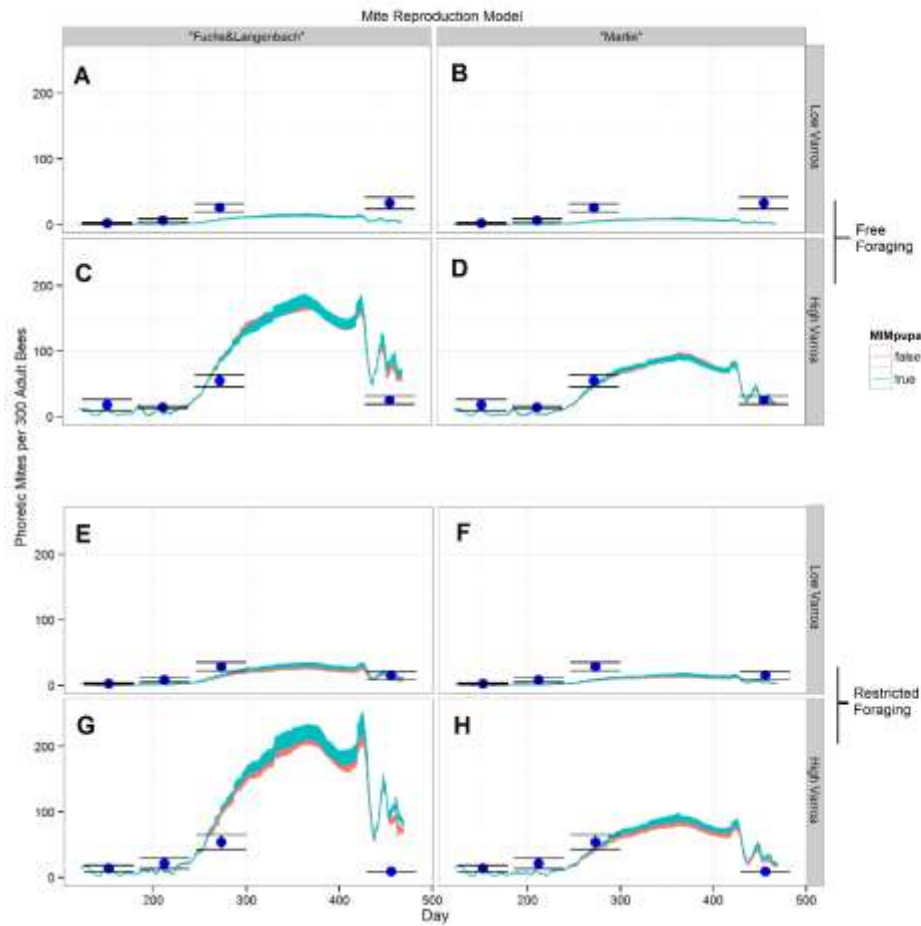 Mite Reproduction Model
"Fuchs&Langenbach"
"Martin"
A
B
200
100
0
Low Varroa
C
D
200
100
0
High Varroa
Free
Foraging
MIMpupa
false
true
Phoretic Mites per 300 Adult Bees
E
F
200
100
0
Low Varroa
G
H
200
100
0
High Varroa
Restricted
Foraging
200
300
400
500
200
300
400
500
Day